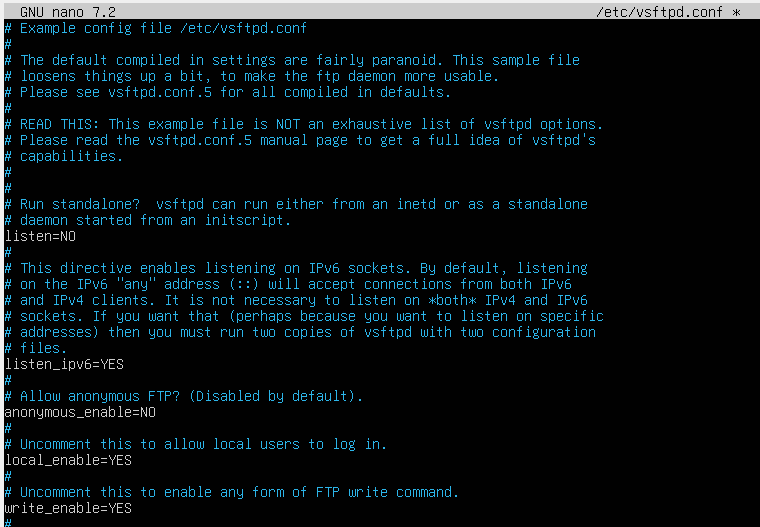 GNU nano 7.2 /etc/vsftpd.conf *
# Example config file /etc/vsftpd.conf
#
# The default compiled in settings are fairly paranoid. This sample file
# loosens things up a bit, to make the ftp daemon more usable.
# Please see vsftpd.conf.5 for all compiled in defaults.
#
# READ THIS: This example file is NOT an exhaustive list of vsftpd options.
# Please read the vsftpd.conf.5 manual page to get a full idea of vsftpd's
# capabilities.
#
#
# Run standalone?  vsftpd can run either from an inetd or as a standalone
# daemon started from an initscript.
listen=NO
#
# This directive enables listening on IPv6 sockets. By default, listening
# on the IPv6 "any" address (::) will accept connections from both IPv6
# and IPv4 clients. It is not necessary to listen on *both* IPv4 and IPv6
# sockets. If you want that (perhaps because you want to listen on specific
# addresses) then you must run two copies of vsftpd with two configuration
# files.
listen_ipv6=YES
#
# Allow anonymous FTP? (Disabled by default).
anonymous_enable=NO
#
# Uncomment this to allow local users to log in.
local_enable=YES
#
# Uncomment this to enable any form of FTP write command.
write_enable=YES
#